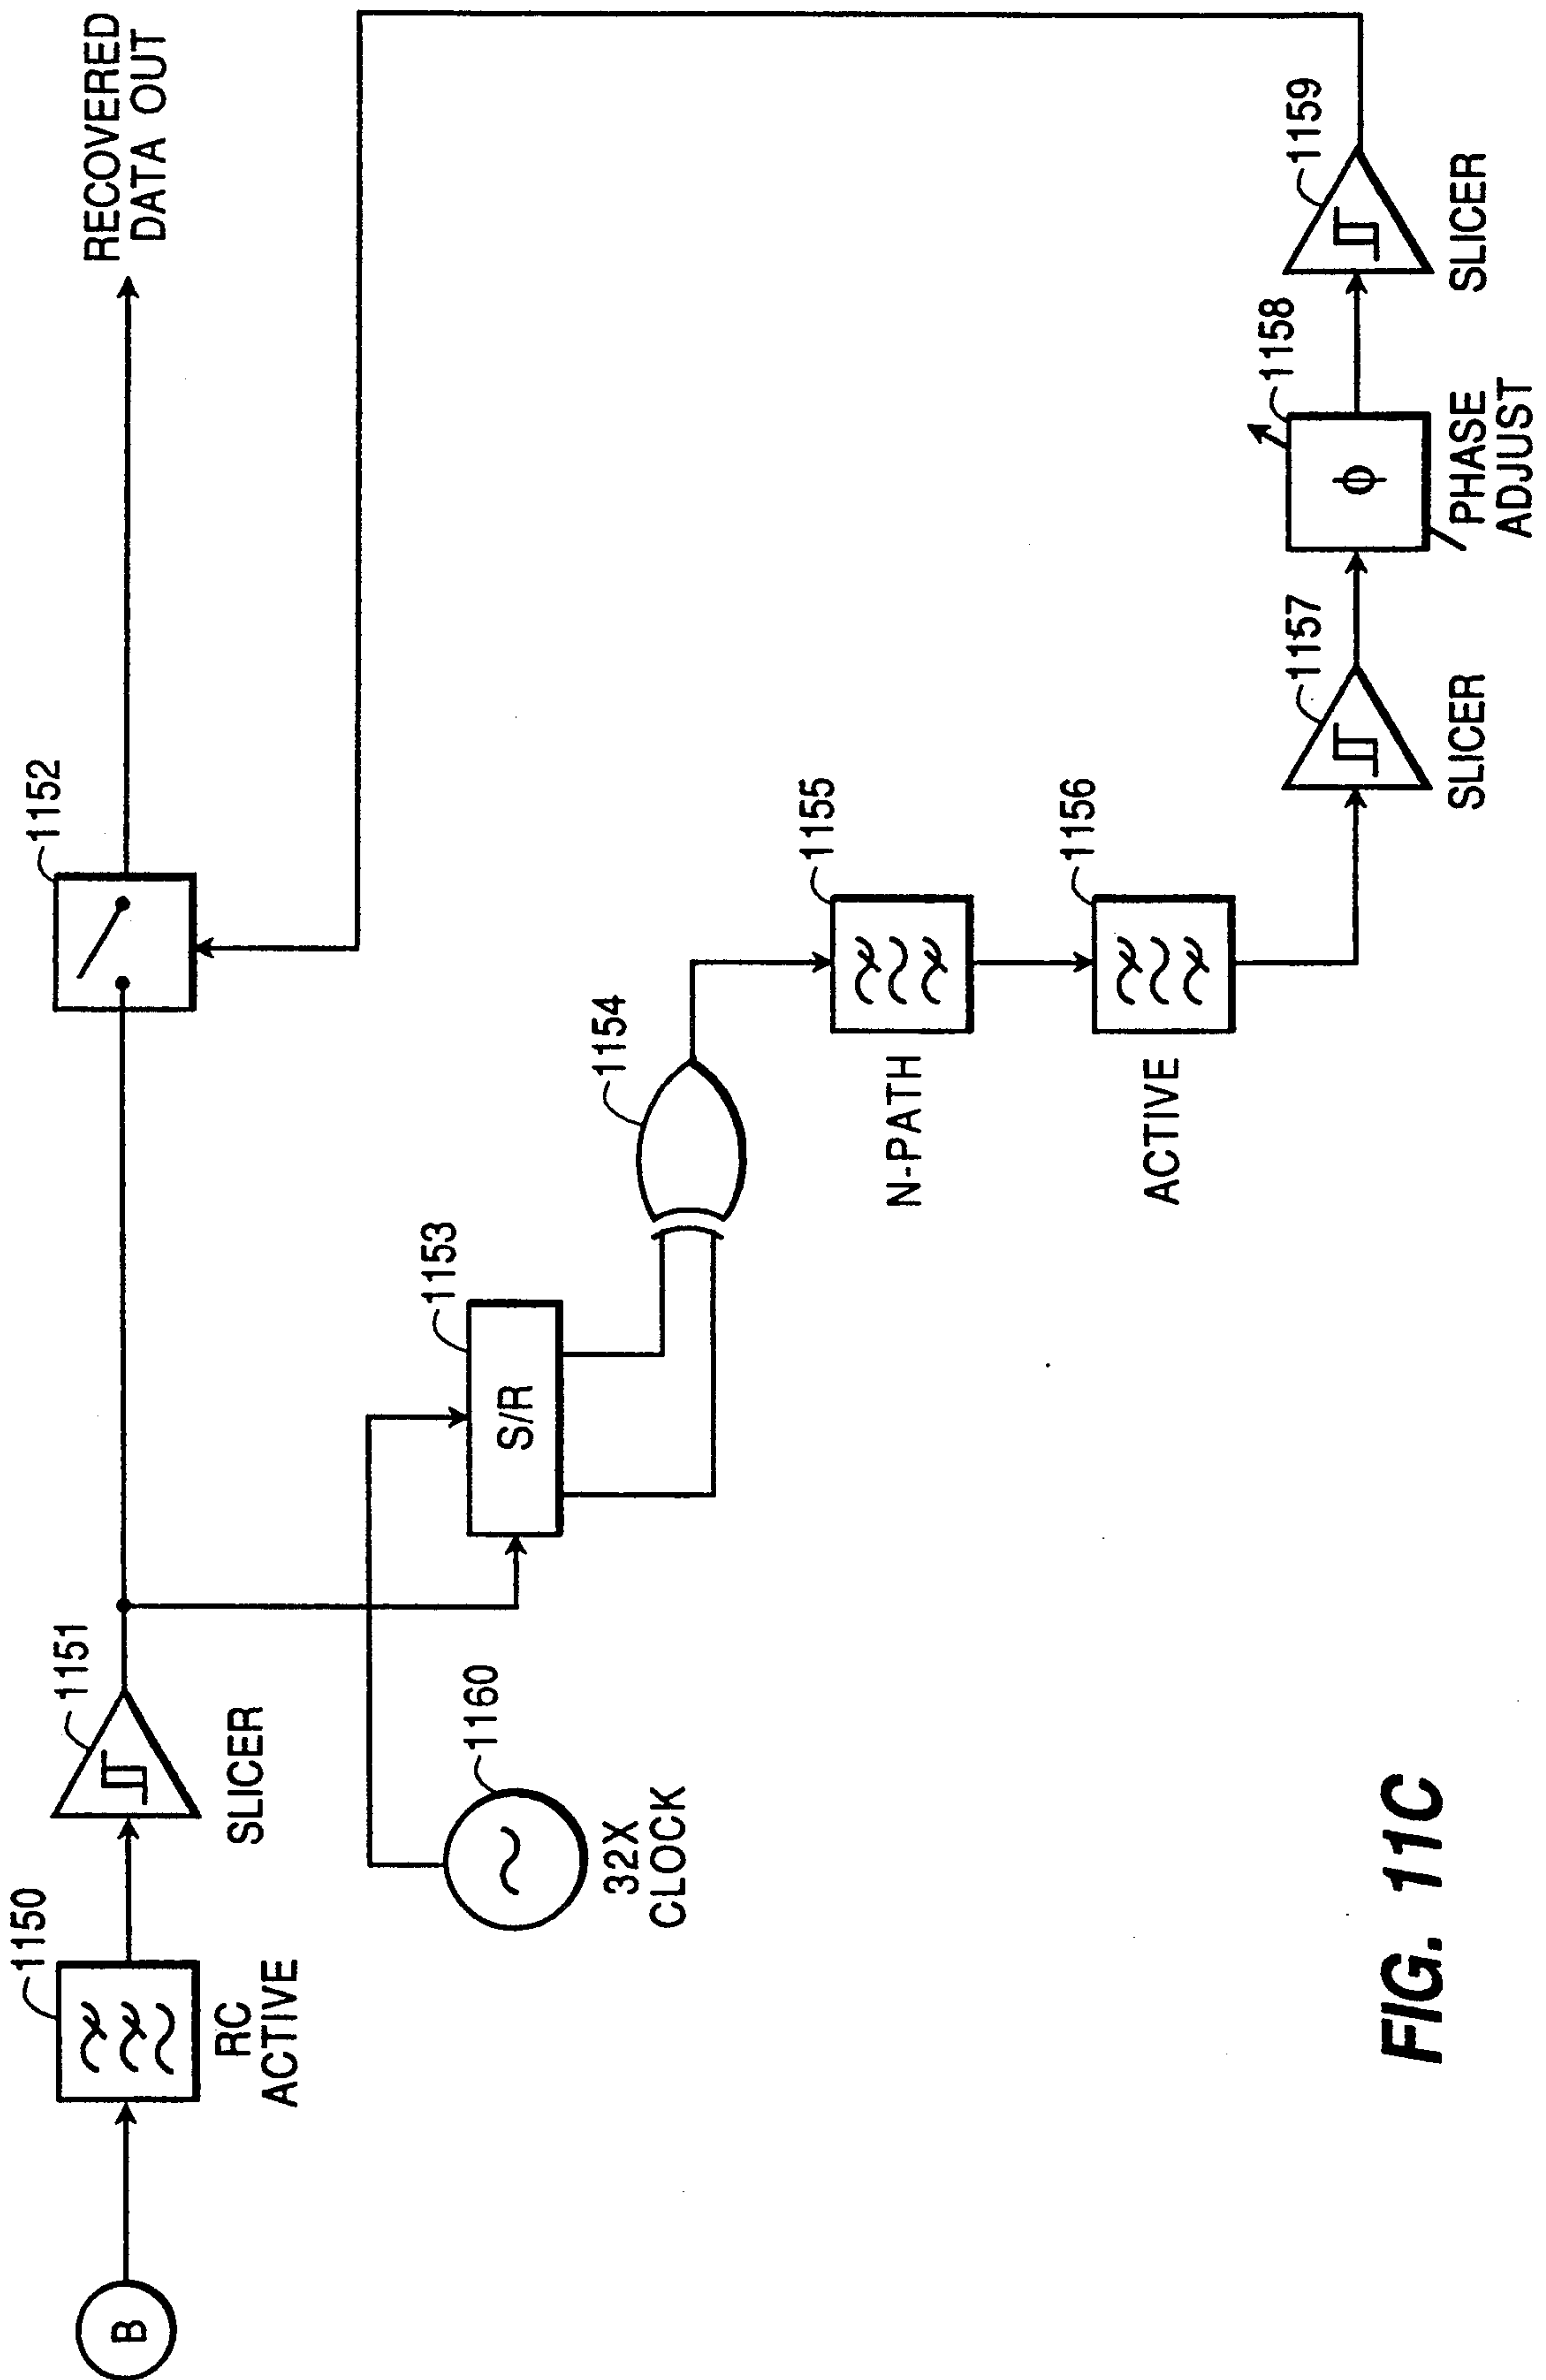 B
1150
RC
ACTIVE
1151
SLICER
1152
RECOVERED
DATA OUT
1160
32X
CLOCK
1153
S/R
1154
1155
N-PATH
1156
ACTIVE
1157
SLICER
1158
Φ
PHASE
ADJUST
1159
SLICER
FIG. 11C